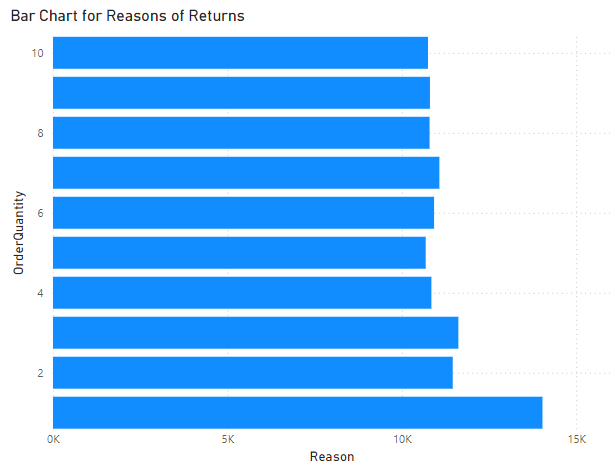 Bar Chart for Reasons of Returns
10
8
6
4
2
OrderQuantity
0K 5K 10K 15K
Reason